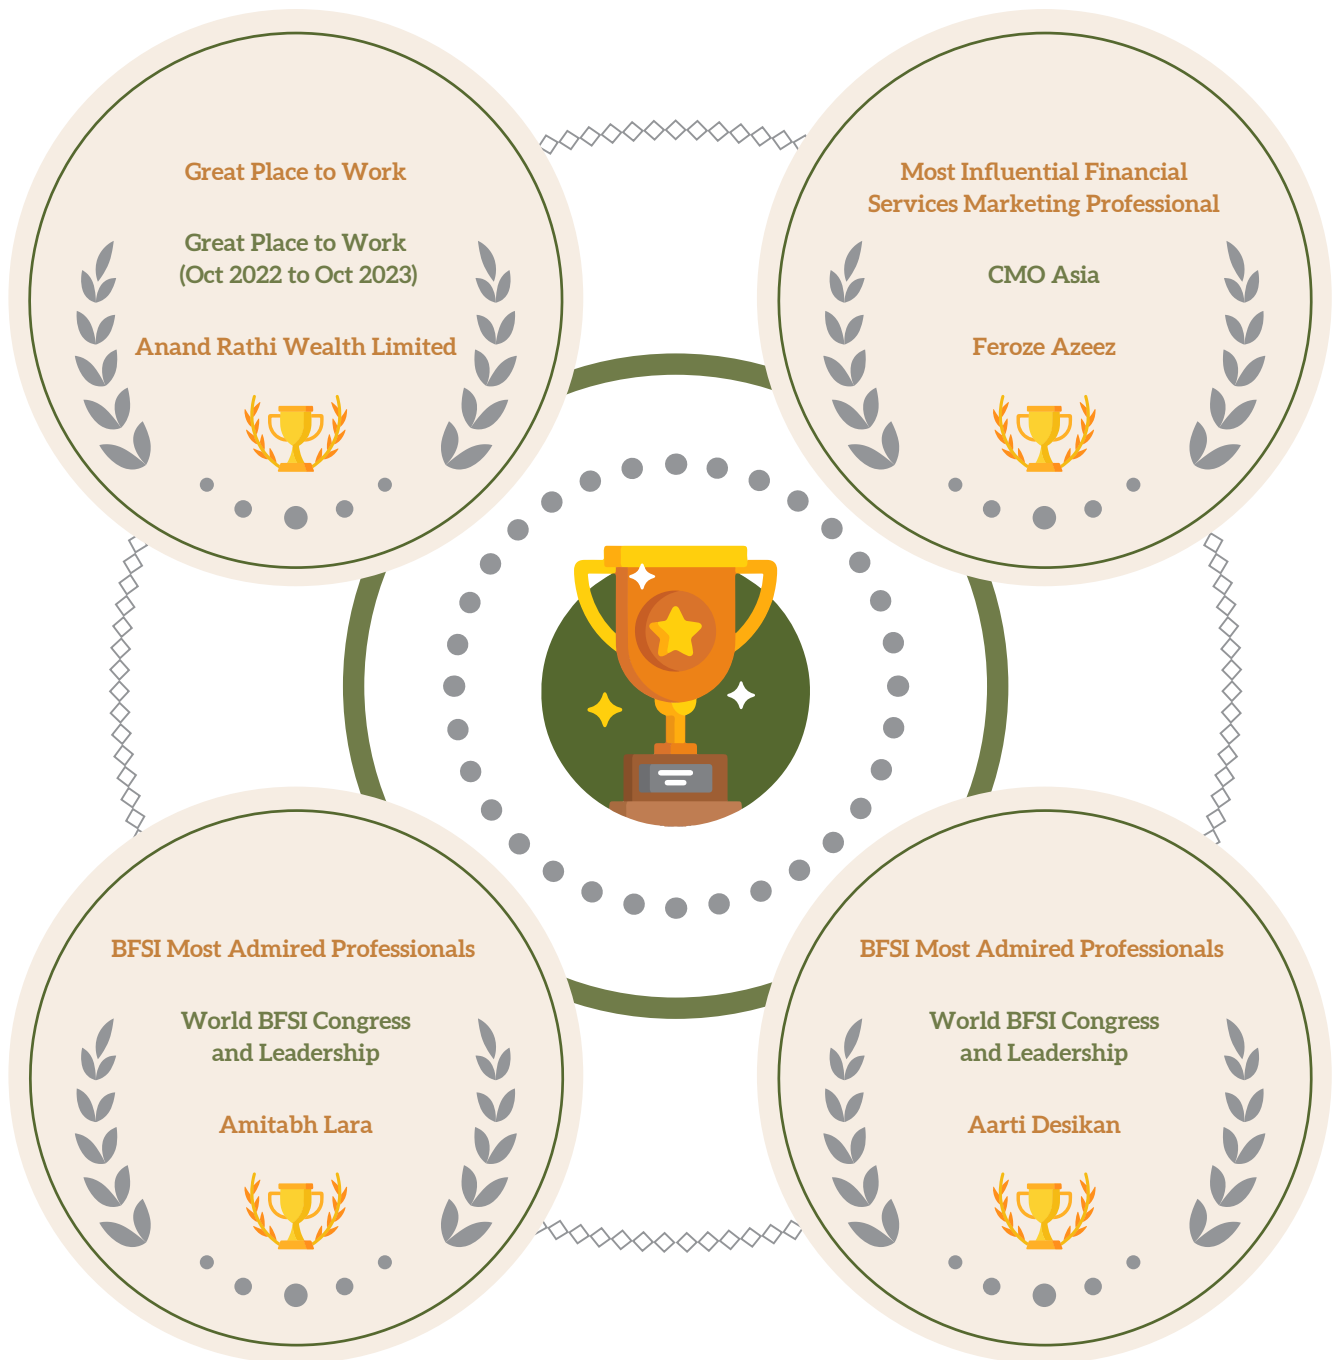 Great Place to Work
Great Place to Work
(Oct 2022 to Oct 2023)
Anand Rathi Wealth Limited
Most Influential Financial
Services Marketing Professional
CMO Asia
Feroze Azeez
BFSI Most Admired Professionals
World BFSI Congress
and Leadership
Amitabh Lara
BFSI Most Admired Professionals
World BFSI Congress
and Leadership
Aarti Desikan